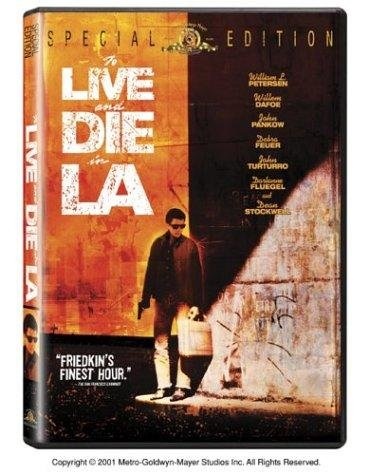 SPECIAL EDITION
SPECIAL EDITION
To
LIVE
and
DIE
in
LA
William L.
PETERSEN
Willem
DAFOE
John
PANKOW
Debra
FEUER
John
TURTURRO
Darlanne
FLUEGEL
and
Dean
STOCKWELL
To LIVE and DIE in LA
"FRIEDKIN'S
FINEST HOUR."
Copyright © 2001 Metro-Goldwyn-Mayer Studios Inc. All Rights Reserved.